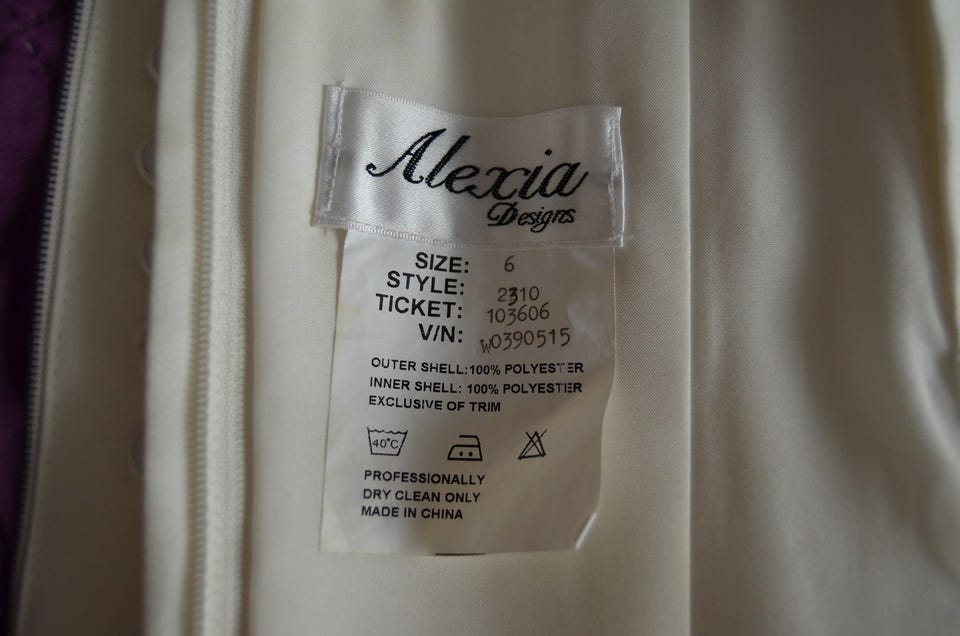 Alexia
Designs
SIZE: 6
STYLE: 2310
TICKET: 103606
V/N: W0390515
OUTER SHELL:100% POLYESTER
INNER SHELL: 100% POLYESTER
EXCLUSIVE OF TRIM
40°C
PROFESSIONALLY
DRY CLEAN ONLY
MADE IN CHINA